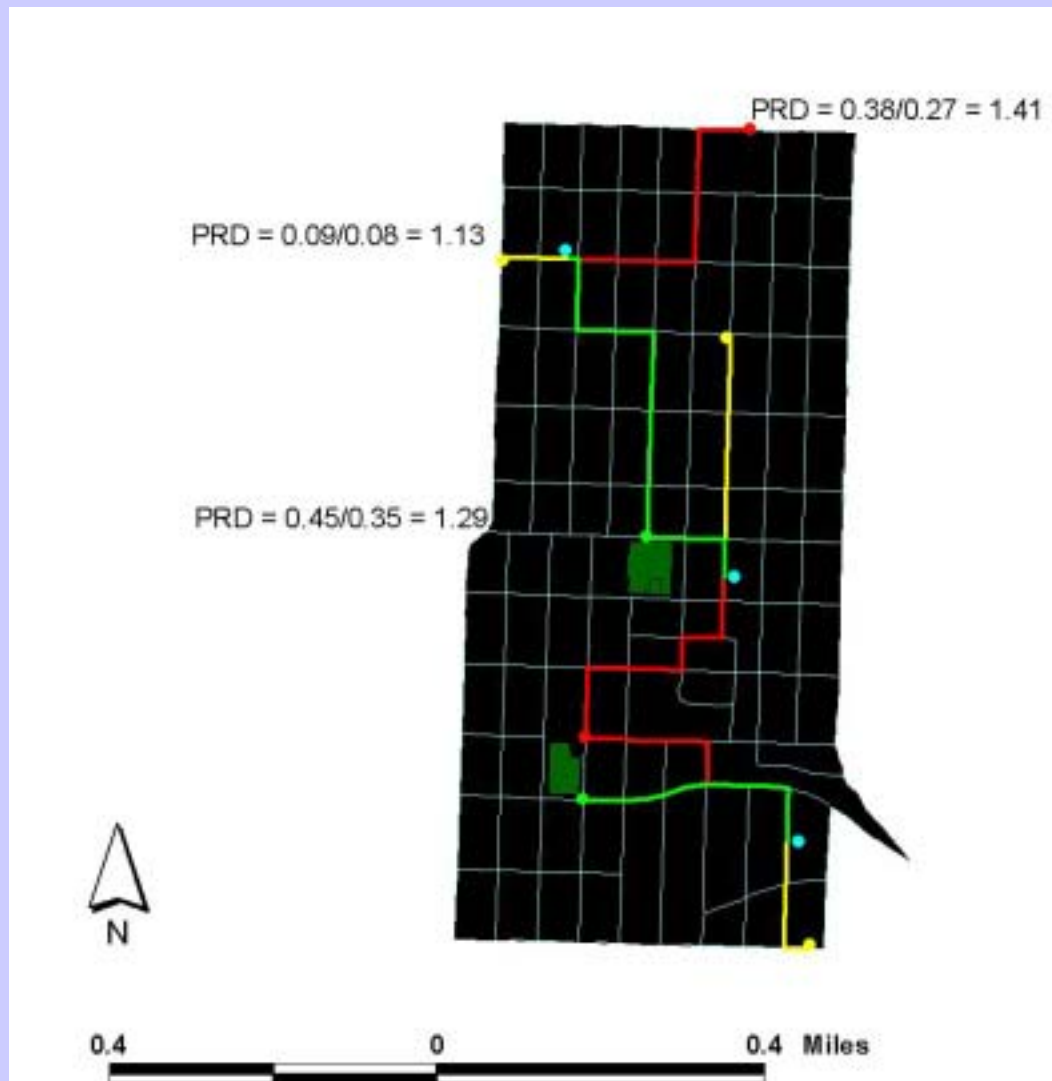 PRD = 0.38/0.27 = 1.41
PRD = 0.09/0.08 = 1.13
PRD = 0.45/0.35 = 1.29
N
0.4 0 0.4 Miles